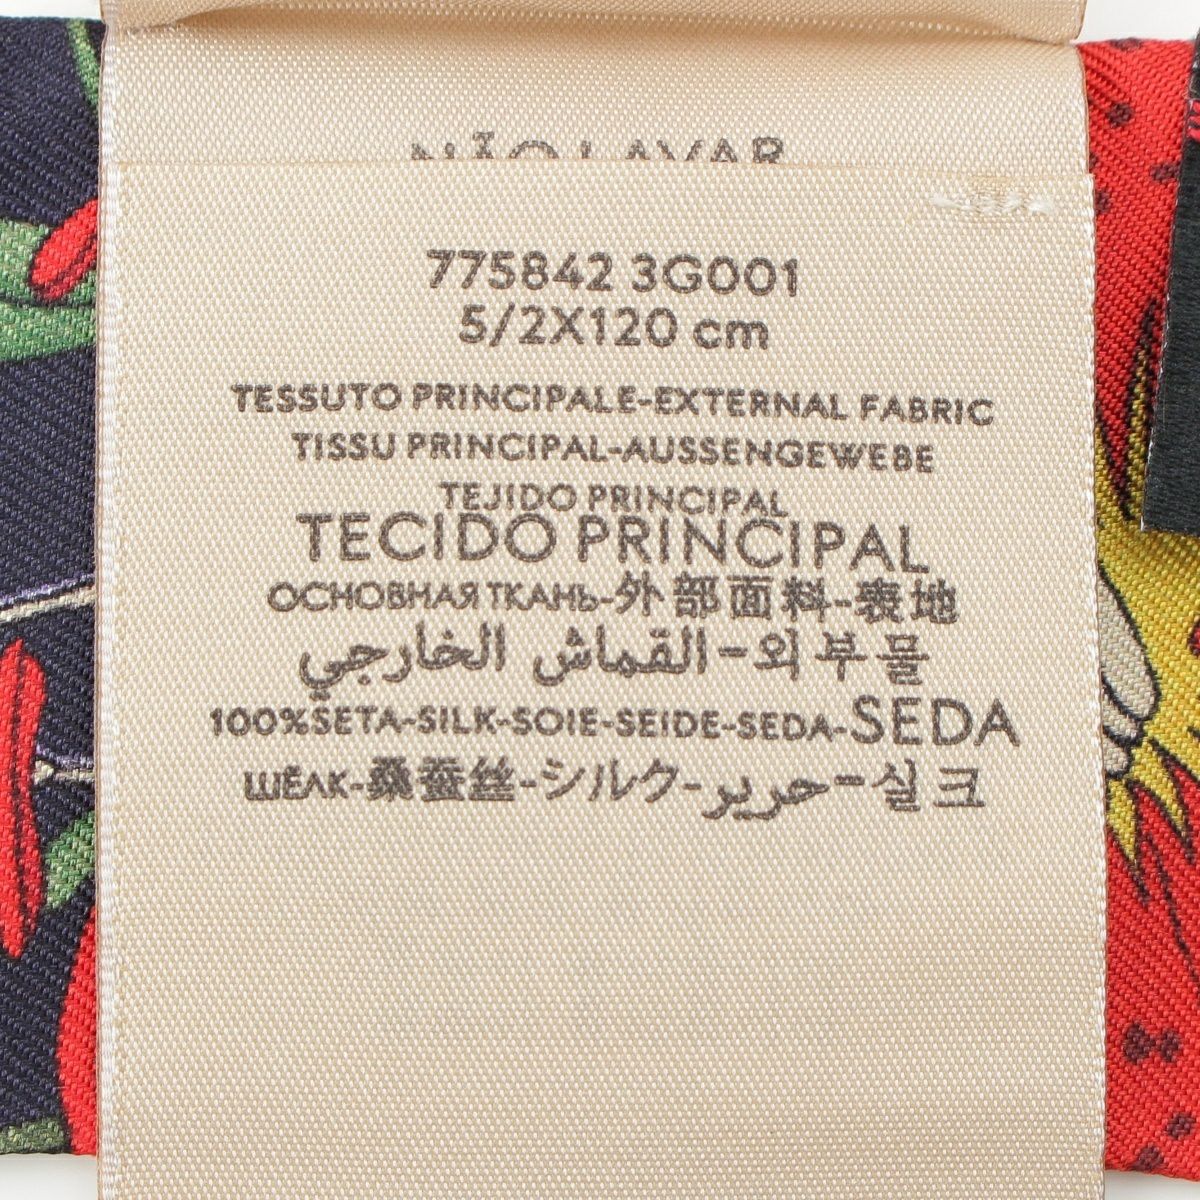 NÃO LAVAR
775842 3G001
5/2X120 cm
TESSUTO PRINCIPALE-EXTERNAL FABRIC
TISSU PRINCIPAL-AUSSENGEWEBE
TEJIDO PRINCIPAL
TECIDO PRINCIPAL
ОСНОВНАЯ ТКАНЬ-外部面料-表地
القماش الخارجي-외부물
100%SETA-SILK-SOIE-SEIDE-SEDA-SEDA
ШЁЛК-桑蚕丝-シルク-حرير-실크